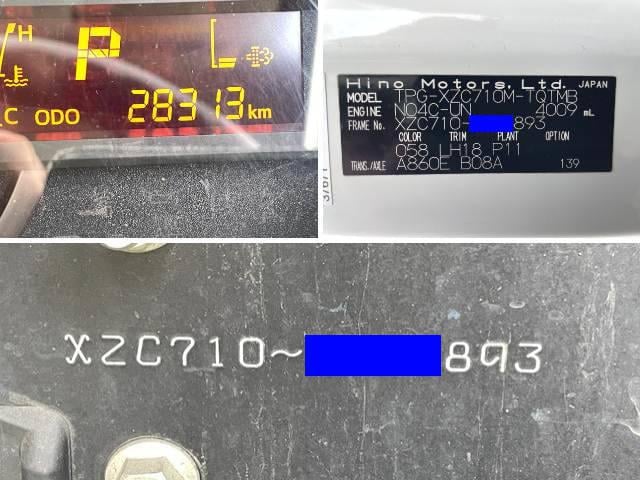 H
P
C ODO 28313 km
Hino Motors, Ltd. JAPAN
MODEL TPG-XZC710M-TQTMB
ENGINE N04C-UN 4009 mL
FRAME No. XZC710- 893
COLOR TRIM PLANT OPTION
058 LH18 P11
TRANS./AXLE A860E B08A 139
XZC710~ 893